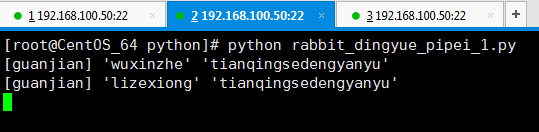 1 192.168.100.50:22
2 192.168.100.50:22
3 192.168.100.50:22
[root@CentOS_64 python]# python rabbit_dingyue_pipei_1.py
[guanjian] 'wuxinzhe' 'tianqingsedengyanyu'
[guanjian] 'lizexiong' 'tianqingsedengyanyu'